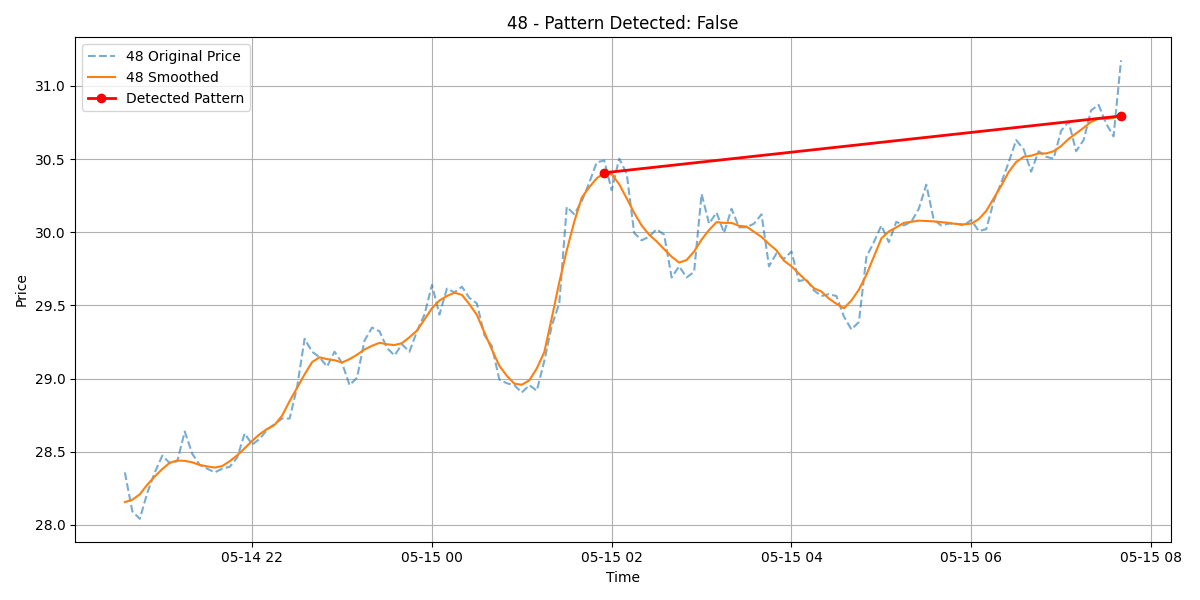 48 - Pattern Detected: False
48 Original Price
48 Smoothed
Detected Pattern
Price
31.0
30.5
30.0
29.5
29.0
28.5
28.0
05-14 22
05-15 00
05-15 02
05-15 04
05-15 06
05-15 08
Time